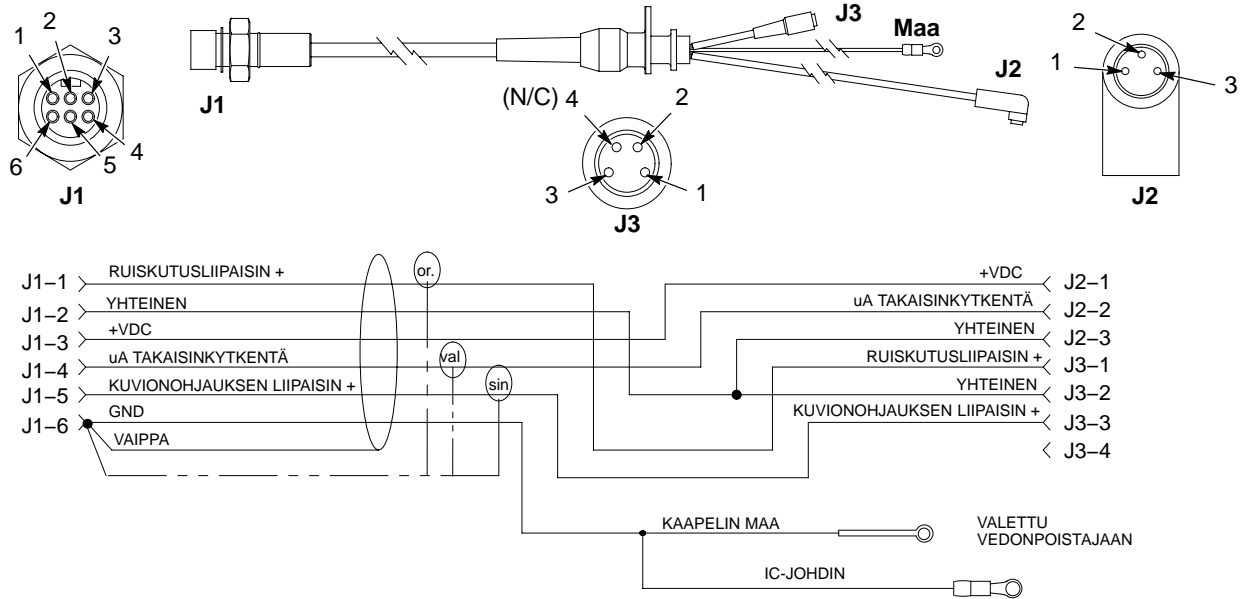 1
2
3
6
5
4
J1
J1
J3
Maa
J2
(N/C) 4
2
3
1
J3
2
1
3
J2
J1–1
RUISKUTUSLIIPAISIN +
J1–2
YHTEINEN
J1–3
+VDC
J1–4
uA TAKAISINKYTKENTÄ
J1–5
KUVIONOHJAUKSEN LIIPAISIN +
J1–6
GND
VAIPPA
or.
val
sin
+VDC
J2–1
uA TAKAISINKYTKENTÄ
J2–2
YHTEINEN
J2–3
RUISKUTUSLIIPAISIN +
J3–1
YHTEINEN
J3–2
KUVIONOHJAUKSEN LIIPAISIN +
J3–3
J3–4
KAAPELIN MAA
VALETTU
VEDONPOISTAJAAN
IC-JOHDIN